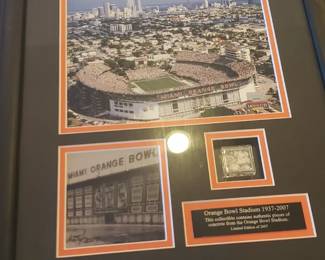 MIAMI ORANGE BOWL
MIAMI ORANGE BOWL
Orange Bowl Stadium 1937-2007
This collectible contains authentic pieces of
concrete from the Orange Bowl Stadium.
Limited Edition of 2007